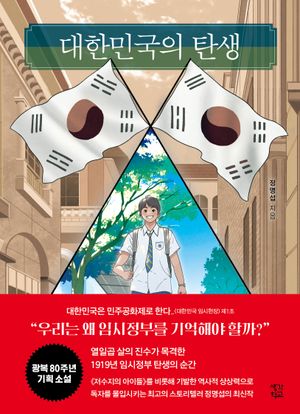 대한민국의 탄생
정명섭 지음
대한민국은 민주공화제로 한다_〈대한민국 임시헌장〉 제1조
“우리는 왜 임시정부를 기억해야 할까?”
광복 80주년
기획 소설
열일곱 살의 진수가 목격한
1919년 임시정부 탄생의 순간
《저수지의 아이들》을 비롯해 기발한 역사적 상상력으로
독자를 몰입시키는 최고의 스토리텔러 정명섭의 최신작
생각
학교